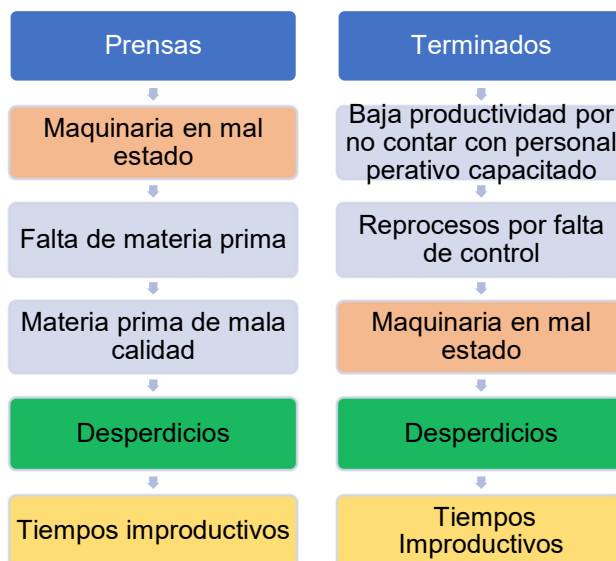 Prensas
Maquinaria en mal
estado
Falta de materia prima
Materia prima de mala
calidad
Desperdicios
Tiempos improductivos
Terminados
Baja productividad por
no contar con personal
perativo capacitado
Reprocesos por falta
de control
Maquinaria en mal
estado
Desperdicios
Tiempos
Improductivos